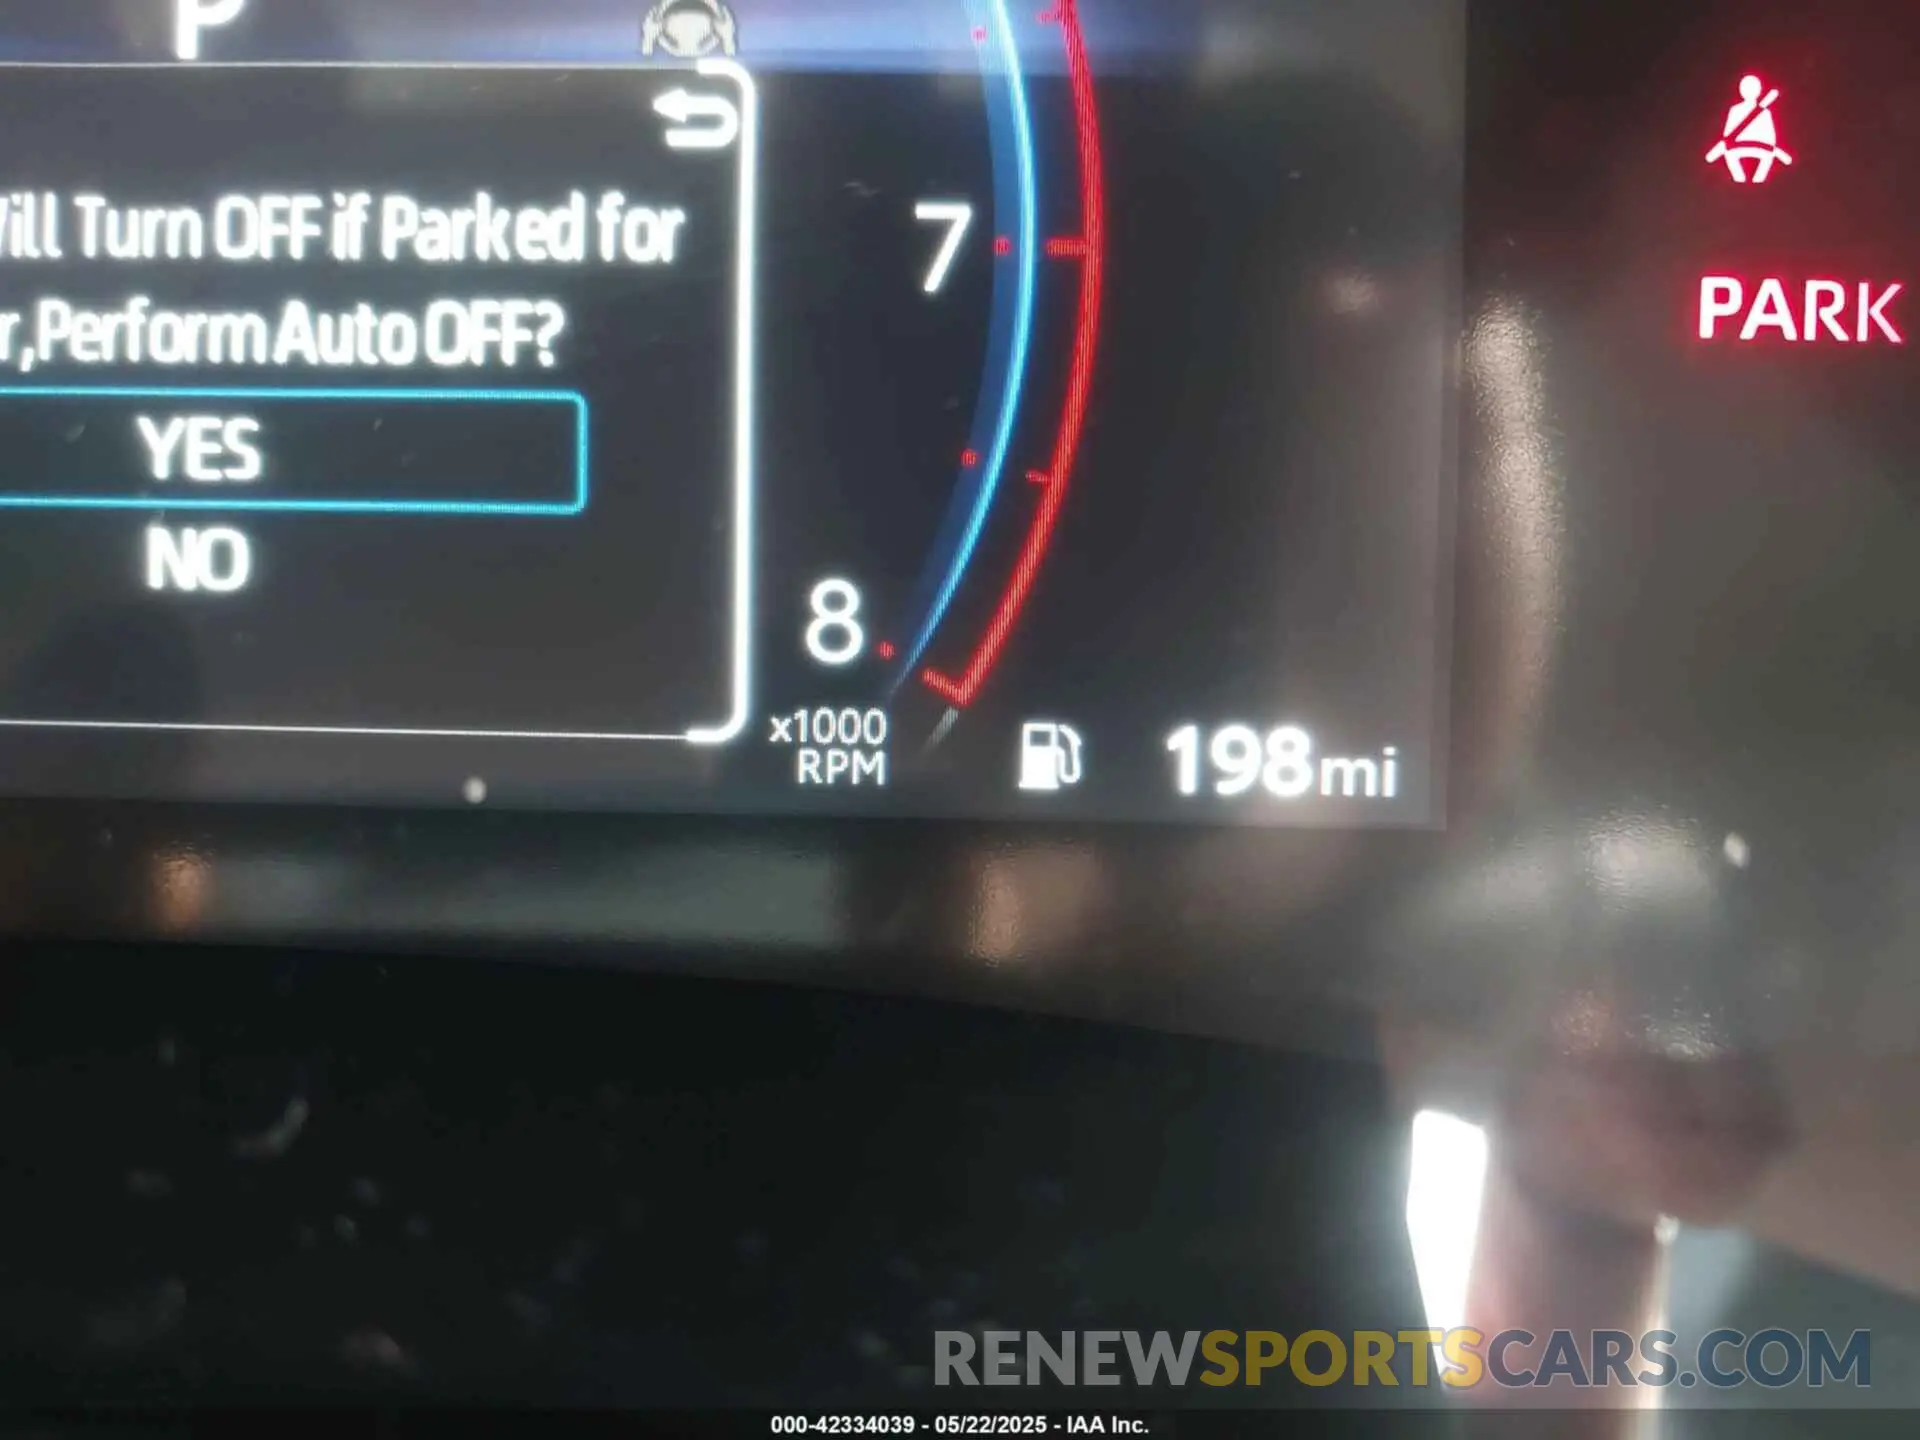 P
ill Turn OFF if Parked for
r, Perform Auto OFF?
YES
NO
7
8
x1000
RPM
198mi
PARK
RENEWSPORTSCARS.COM
000-42334039 - 05/22/2025 - IAA Inc.